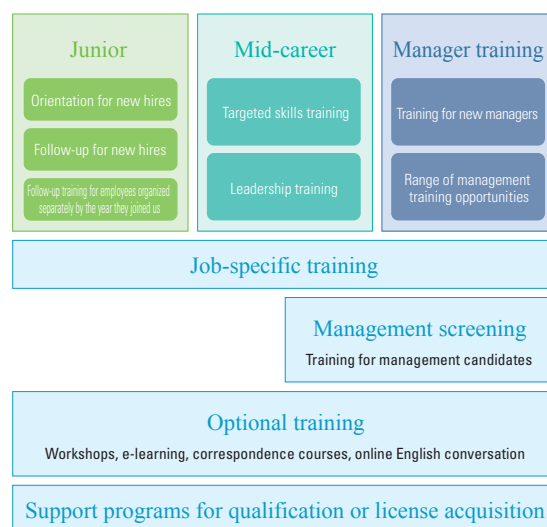 Junior
Orientation for new hires
Follow-up for new hires
Follow-up training for employees organized
separately by the year they joined us
Mid-career
Targeted skills training
Leadership training
Manager training
Training for new managers
Range of management
training opportunities
Job-specific training
Management screening
Training for management candidates
Optional training
Workshops, e-learning, correspondence courses, online English conversation
Support programs for qualification or license acquisition